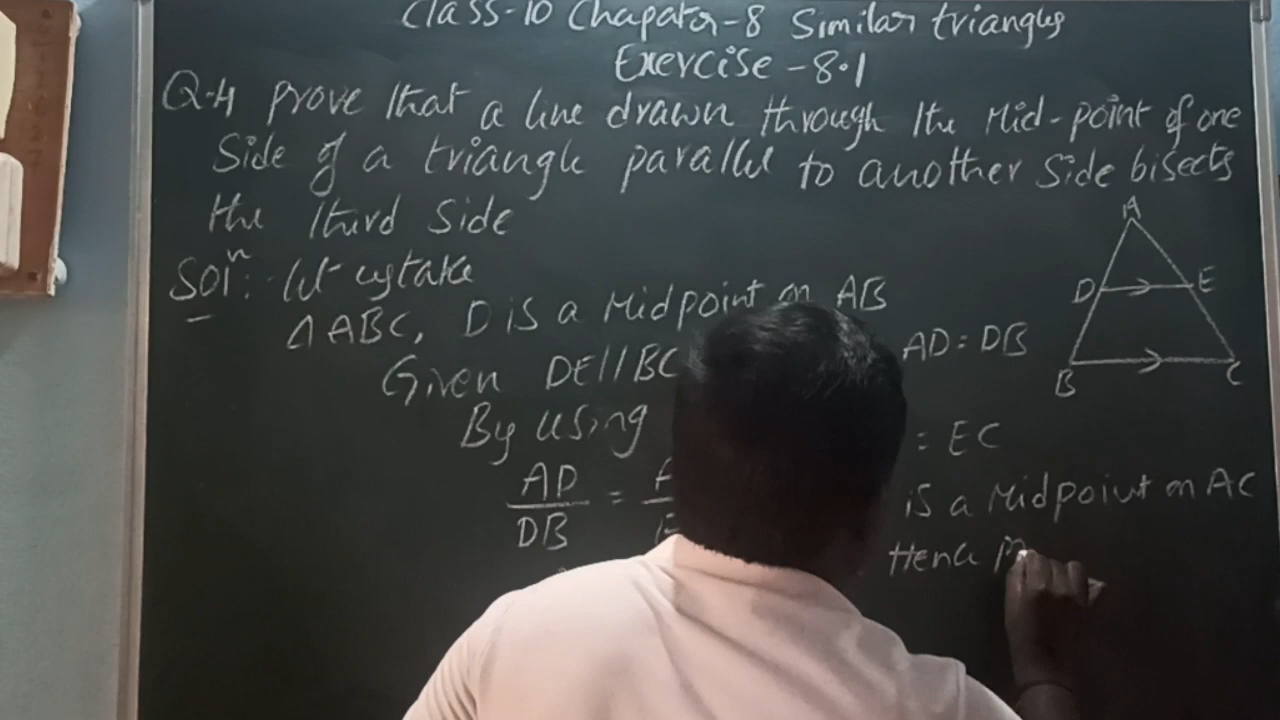 Class-10 Chapator-8 Similar triangles
Exercise-8.1
Q.4 prove that a line drawn through the Mid-point of one
Side of a triangle parallel to another Side bisects
the third Side
Solⁿ: let us take
Δ ABC, D is a Midpoint on AB
Given DE//BC
AD = DB
By using
= EC
AD
=
DB
is a Midpoint on AC
Hence
A
D
E
B
C